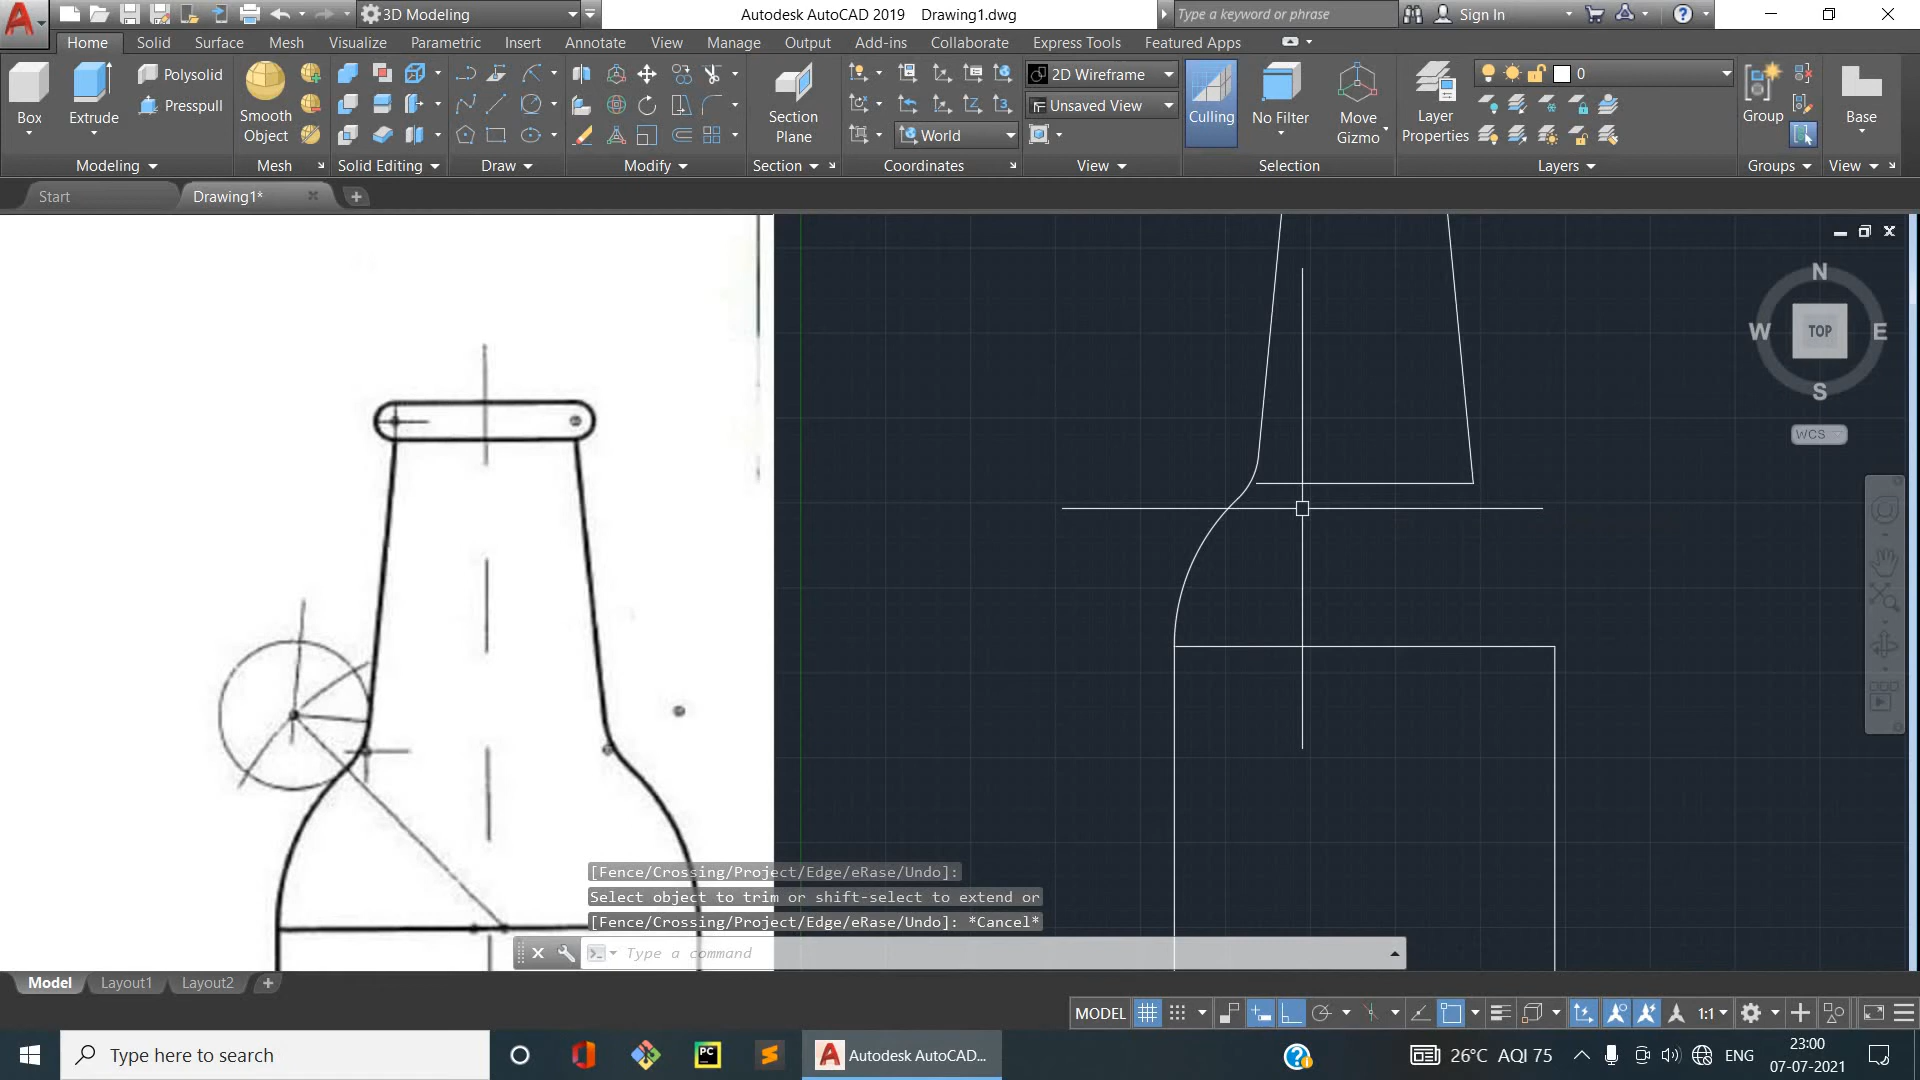 3D Modeling
Autodesk AutoCAD 2019 Drawing1.dwg
Type a keyword or phrase
Sign In
Home Solid Surface Mesh Visualize Parametric Insert Annotate View Manage Output Add-ins Collaborate Express Tools Featured Apps
Box
Extrude
Polysolid
Presspull
Smooth
Object
Section
Plane
World
2D Wireframe
Unsaved View
Culling
No Filter
Move
Gizmo
Layer
Properties
0
Group
Base
Modeling Mesh Solid Editing Draw Modify Section Coordinates View Selection Layers Groups View
Start Drawing1*
N
W TOP E
S
WCS
[Fence/Crossing/Project/Edge/eRase/Undo]:
Select object to trim or shift-select to extend or
[Fence/Crossing/Project/Edge/eRase/Undo]: *Cancel*
Type a command
Model Layout1 Layout2
MODEL 1:1
Type here to search
PC
Autodesk AutoCAD...
26°C AQI 75
ENG
23:00
07-07-2021